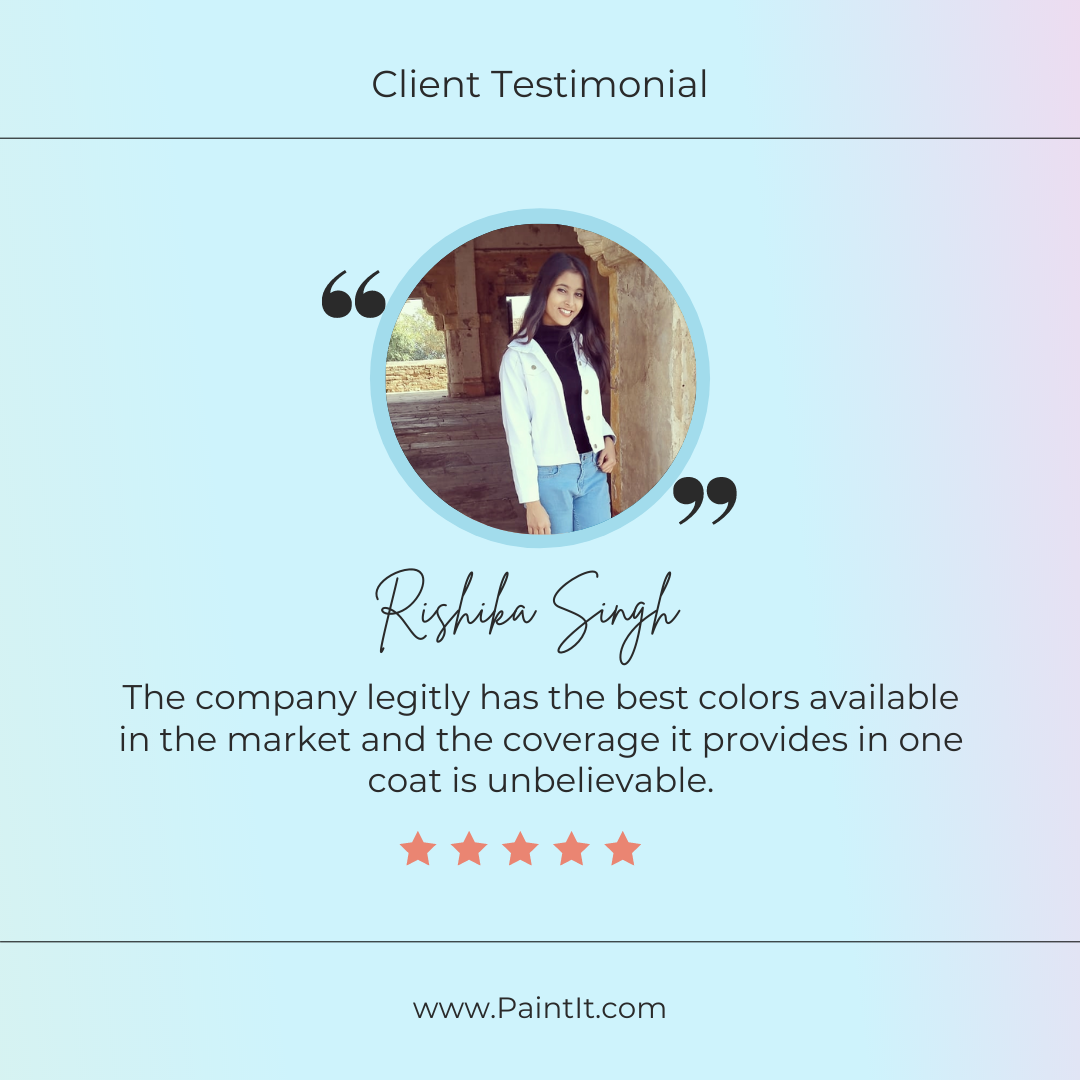 Client Testimonial
“
”
Rishika Singh
The company legitly has the best colors available
in the market and the coverage it provides in one
coat is unbelievable.
www.PaintIt.com